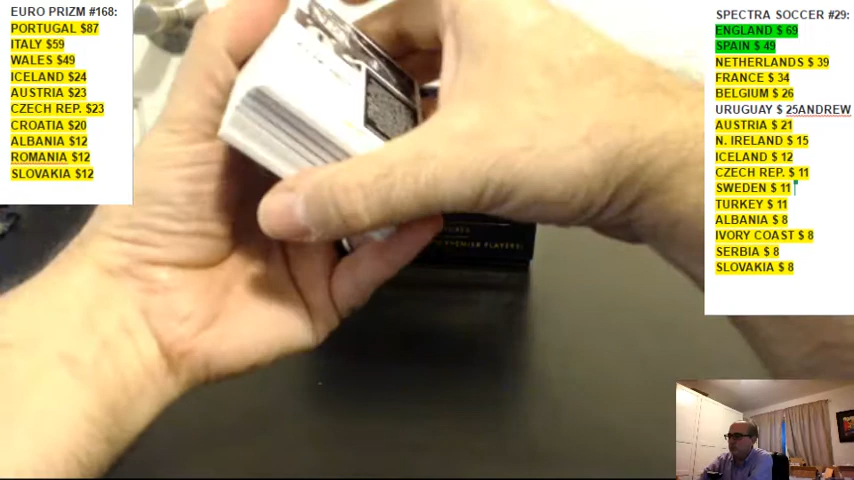 EURO PRIZM #168:
PORTUGAL $87
ITALY $59
WALES $49
ICELAND $24
AUSTRIA $23
CZECH REP. $23
CROATIA $20
ALBANIA $12
ROMANIA $12
SLOVAKIA $12
SPECTRA SOCCER #29:
ENGLAND $ 69
SPAIN $ 49
NETHERLANDS $ 39
FRANCE $ 34
BELGIUM $ 26
URUGUAY $ 25ANDREW
AUSTRIA $ 21
N. IRELAND $ 15
ICELAND $ 12
CZECH REP. $ 11
SWEDEN $ 11
TURKEY $ 11
ALBANIA $ 8
IVORY COAST $ 8
SERBIA $ 8
SLOVAKIA $ 8
PREMIER PLAYERS